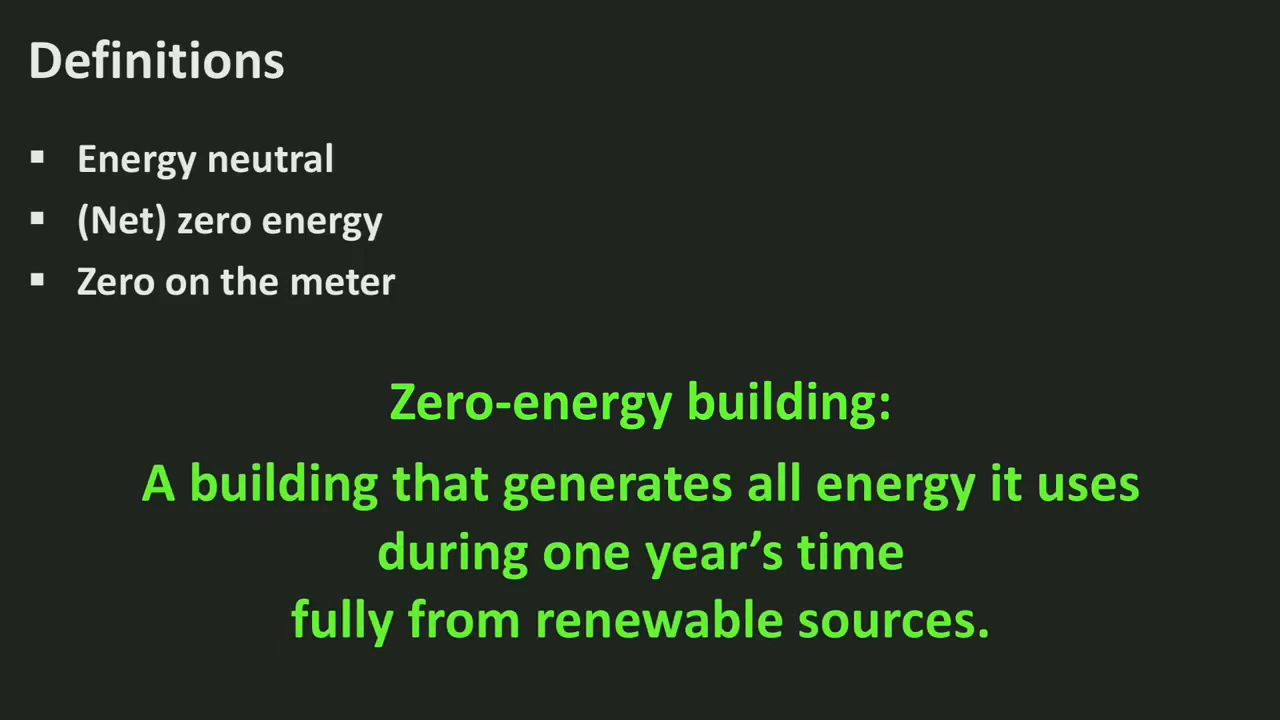 Definitions
▪ Energy neutral
▪ (Net) zero energy
▪ Zero on the meter
Zero-energy building:
A building that generates all energy it uses
during one year’s time
fully from renewable sources.